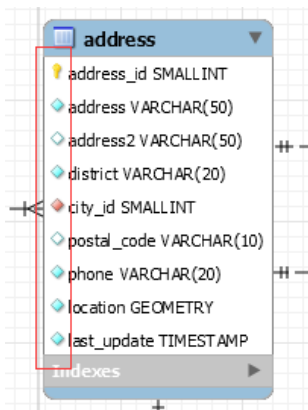 address
address_id SMALLINT
address VARCHAR(50)
address2 VARCHAR(50)
district VARCHAR(20)
city_id SMALLINT
postal_code VARCHAR(10)
phone VARCHAR(20)
location GEOMETRY
last_update TIMESTAMP
Indexes